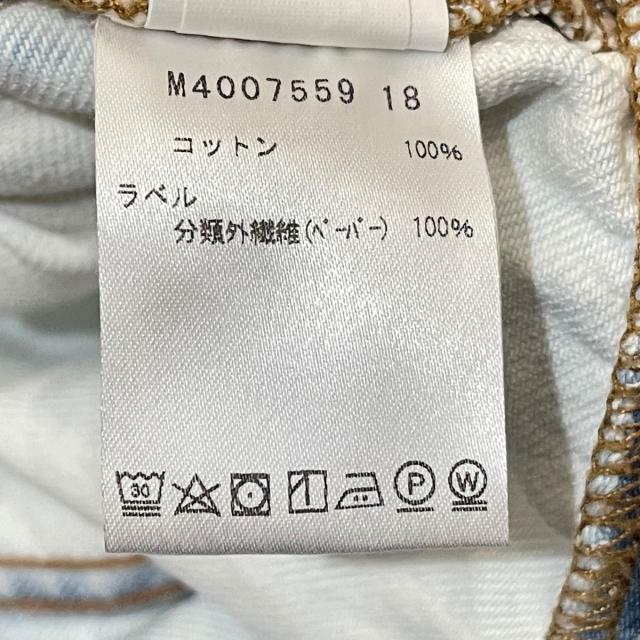 M4007559 18
コットン 100%
ラベル
分類外繊維(ペーパー) 100%
30 P W